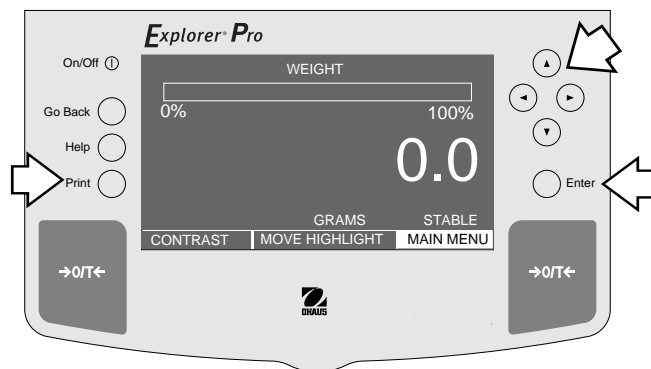 Explorer® Pro
On/Off
WEIGHT
Go Back
0% 100%
Help
0.0
Print
Enter
GRAMS STABLE
CONTRAST MOVE HIGHLIGHT MAIN MENU
→0/T← →0/T←
OHAUS